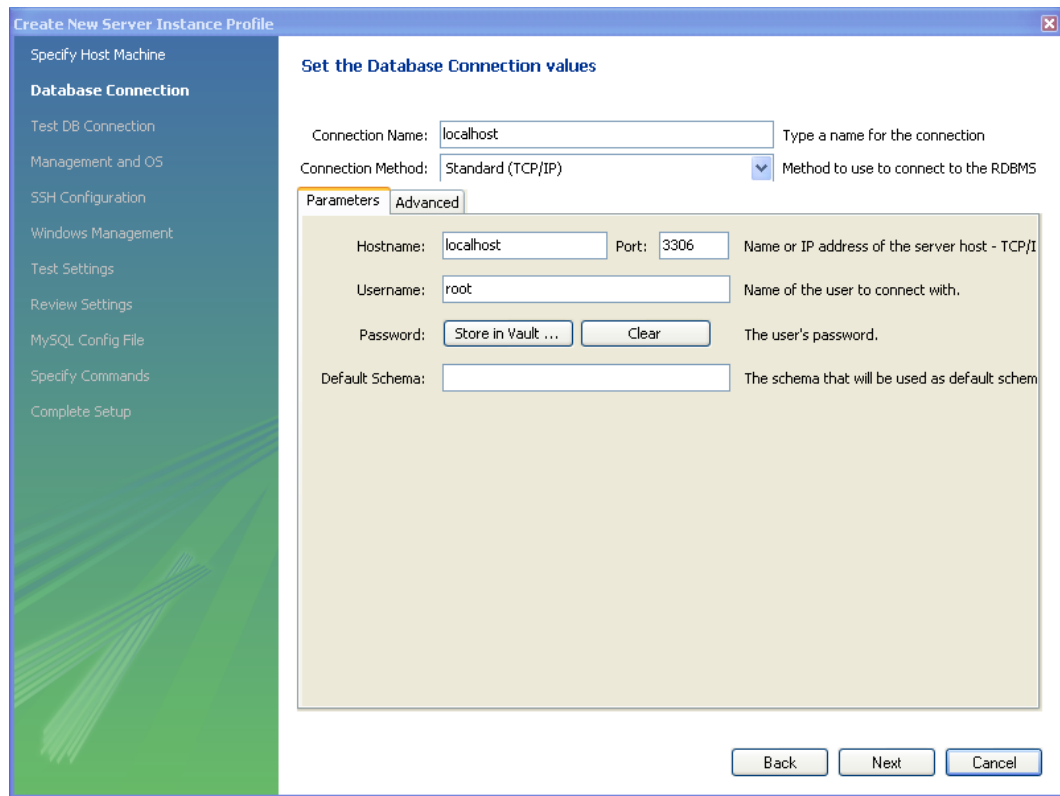 Create New Server Instance Profile
Specify Host Machine
Database Connection
Test DB Connection
Management and OS
SSH Configuration
Windows Management
Test Settings
Review Settings
MySQL Config File
Specify Commands
Complete Setup
Set the Database Connection values
Connection Name: localhost Type a name for the connection
Connection Method: Standard (TCP/IP) Method to use to connect to the RDBMS
Parameters Advanced
Hostname: localhost Port: 3306 Name or IP address of the server host - TCP/I
Username: root Name of the user to connect with.
Password: Store in Vault ... Clear The user's password.
Default Schema: The schema that will be used as default schem
Back Next Cancel